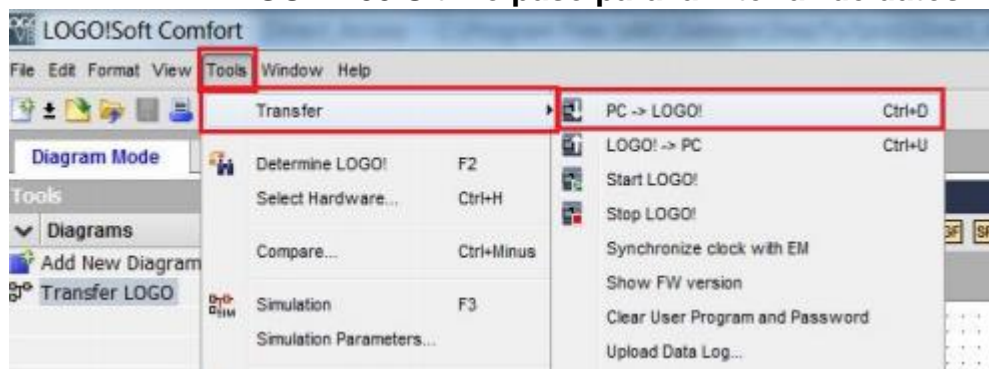 LOGO!Soft Comfort
File Edit Format View Tools Window Help
Transfer
PC -> LOGO! Ctrl+D
Diagram Mode
LOGO! -> PC Ctrl+U
Determine LOGO! F2
Start LOGO!
Tools
Select Hardware... Ctrl+H
Stop LOGO!
Diagrams
Compare... Ctrl+Minus
Synchronize clock with EM
Add New Diagram
Show FW version
Transfer LOGO
Simulation F3
Clear User Program and Password
Simulation Parameters...
Upload Data Log...